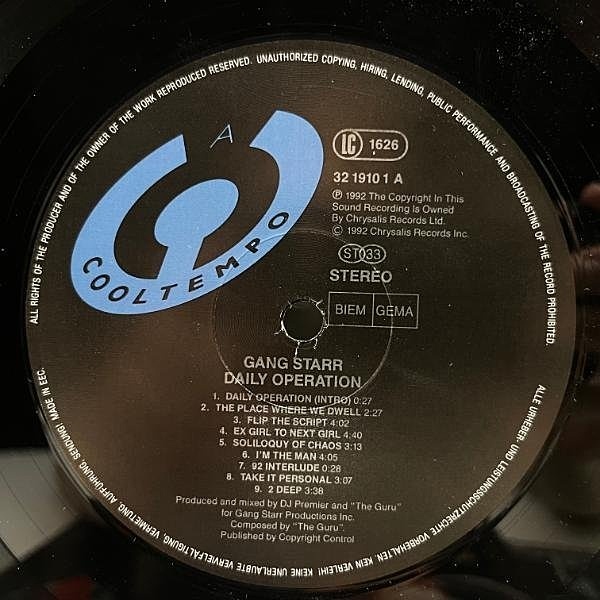 ALL RIGHTS OF THE PRODUCER AND OF THE OWNER OF THE WORK REPRODUCED RESERVED. UNAUTHORIZED COPYING, HIRING, LENDING, PUBLIC PERFORMANCE AND BROADCASTING OF THE RECORD PROHIBITED.
A
COOLTEMPO
LC 1626
32 1910 1 A
℗ 1992 The Copyright In This
Sound Recording Is Owned
By Chrysalis Records Ltd.
© 1992 Chrysalis Records Inc.
ST 33
STEREO
BIEM GEMA
GANG STARR
DAILY OPERATION
1. DAILY OPERATION (INTRO) 0:27
2. THE PLACE WHERE WE DWELL 2:27
3. FLIP THE SCRIPT 4:02
4. EX GIRL TO NEXT GIRL 4:40
5. SOLILOQUY OF CHAOS 3:13
6. I'M THE MAN 4:05
7. 92 INTERLUDE 0:28
8. TAKE IT PERSONAL 3:07
9. 2 DEEP 3:38
Produced and mixed by DJ Premier and "The Guru"
for Gang Starr Productions Inc.
Composed by "The Guru".
Published by Copyright Control
ALLE URHEBER- UND LEISTUNGSSCHUTZRECHTE VORBEHALTEN. KEIN VERLEIH! KEINE UNERLAUBTE VERVIELFÄLTIGUNG, VERMIETUNG, AUFFÜHRUNG, SENDUNG! MADE IN EEC.